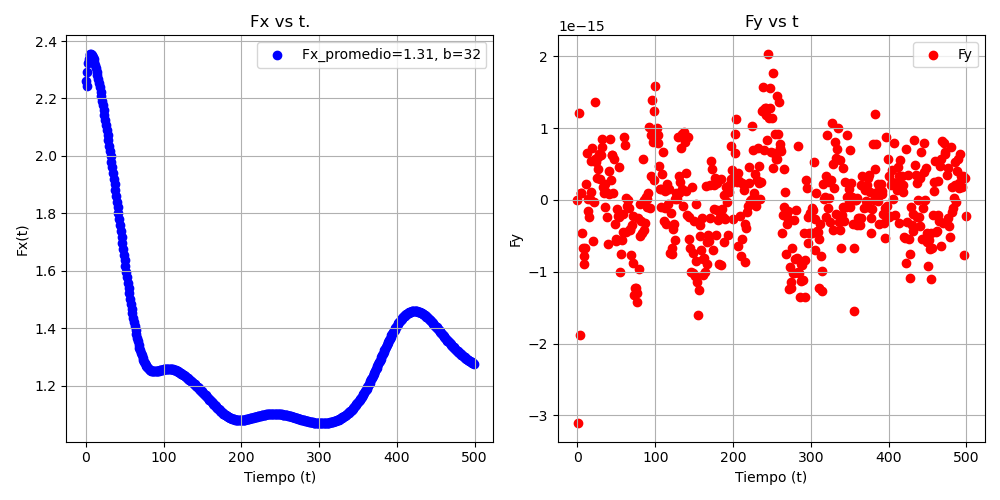 Fx vs t.
Fx(t)
2.4
2.2
2.0
1.8
1.6
1.4
1.2
Fx_promedio=1.31, b=32
0
100
200
300
400
500
Tiempo (t)
Fy vs t
1e−15
Fy
2
1
0
−1
−2
−3
Fy
0
100
200
300
400
500
Tiempo (t)